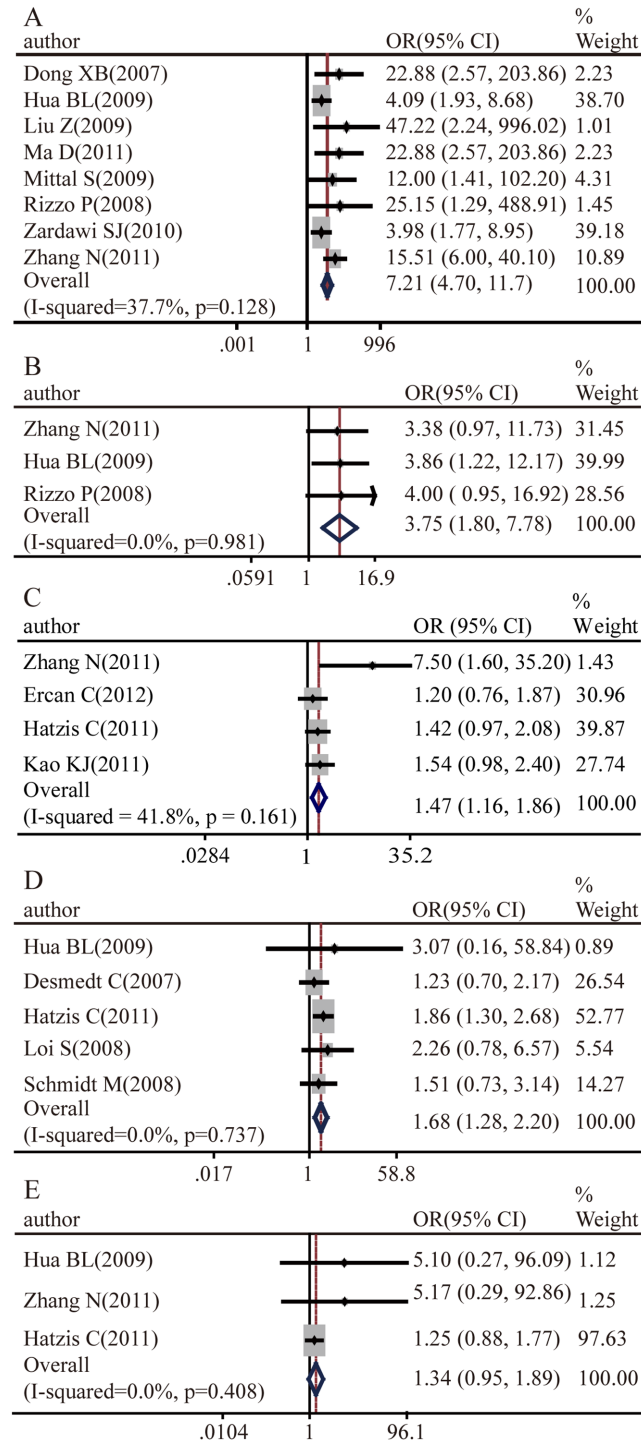 A
%
author OR(95% CI) Weight
Dong XB(2007) 22.88 (2.57, 203.86) 2.23
Hua BL(2009) 4.09 (1.93, 8.68) 38.70
Liu Z(2009) 47.22 (2.24, 996.02) 1.01
Ma D(2011) 22.88 (2.57, 203.86) 2.23
Mittal S(2009) 12.00 (1.41, 102.20) 4.31
Rizzo P(2008) 25.15 (1.29, 488.91) 1.45
Zardawi SJ(2010) 3.98 (1.77, 8.95) 39.18
Zhang N(2011) 15.51 (6.00, 40.10) 10.89
Overall 7.21 (4.70, 11.7) 100.00
(I-squared=37.7%, p=0.128)
.001 1 996
B
%
author OR(95% CI) Weight
Zhang N(2011) 3.38 (0.97, 11.73) 31.45
Hua BL(2009) 3.86 (1.22, 12.17) 39.99
Rizzo P(2008) 4.00 ( 0.95, 16.92) 28.56
Overall 3.75 (1.80, 7.78) 100.00
(I-squared=0.0%, p=0.981)
.0591 1 16.9
C
%
author OR (95% CI) Weight
Zhang N(2011) 7.50 (1.60, 35.20) 1.43
Ercan C(2012) 1.20 (0.76, 1.87) 30.96
Hatzis C(2011) 1.42 (0.97, 2.08) 39.87
Kao KJ(2011) 1.54 (0.98, 2.40) 27.74
Overall 1.47 (1.16, 1.86) 100.00
(I-squared = 41.8%, p = 0.161)
.0284 1 35.2
D
%
author OR(95% CI) Weight
Hua BL(2009) 3.07 (0.16, 58.84) 0.89
Desmedt C(2007) 1.23 (0.70, 2.17) 26.54
Hatzis C(2011) 1.86 (1.30, 2.68) 52.77
Loi S(2008) 2.26 (0.78, 6.57) 5.54
Schmidt M(2008) 1.51 (0.73, 3.14) 14.27
Overall 1.68 (1.28, 2.20) 100.00
(I-squared=0.0%, p=0.737)
.017 1 58.8
E
%
author OR(95% CI) Weight
Hua BL(2009) 5.10 (0.27, 96.09) 1.12
Zhang N(2011) 5.17 (0.29, 92.86) 1.25
Hatzis C(2011) 1.25 (0.88, 1.77) 97.63
Overall 1.34 (0.95, 1.89) 100.00
(I-squared=0.0%, p=0.408)
.0104 1 96.1